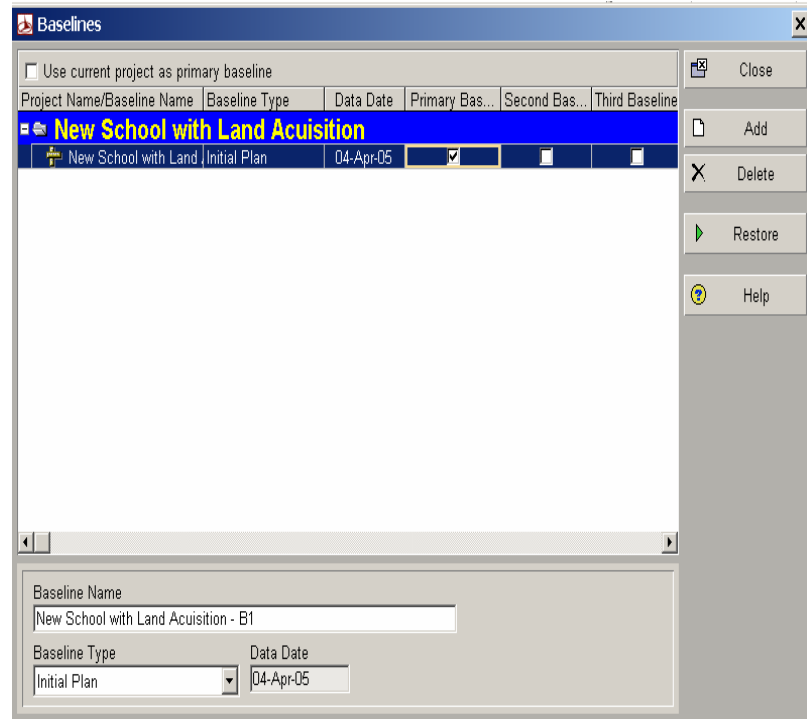 Baselines
Use current project as primary baseline
Project Name/Baseline Name Baseline Type Data Date Primary Bas... Second Bas... Third Baseline
New School with Land Acuisition
New School with Land Initial Plan 04-Apr-05
Close
Add
Delete
Restore
Help
Baseline Name
New School with Land Acuisition - B1
Baseline Type Data Date
Initial Plan 04-Apr-05